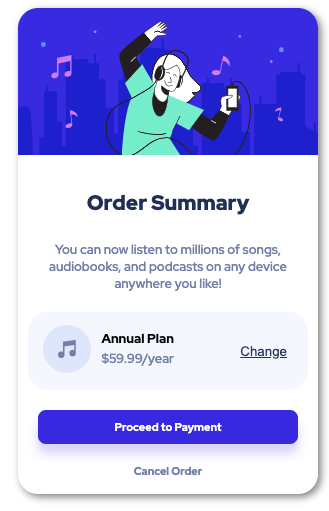 Order Summary
You can now listen to millions of songs,
audiobooks, and podcasts on any device
anywhere you like!
Annual Plan
$59.99/year
Change
Proceed to Payment
Cancel Order